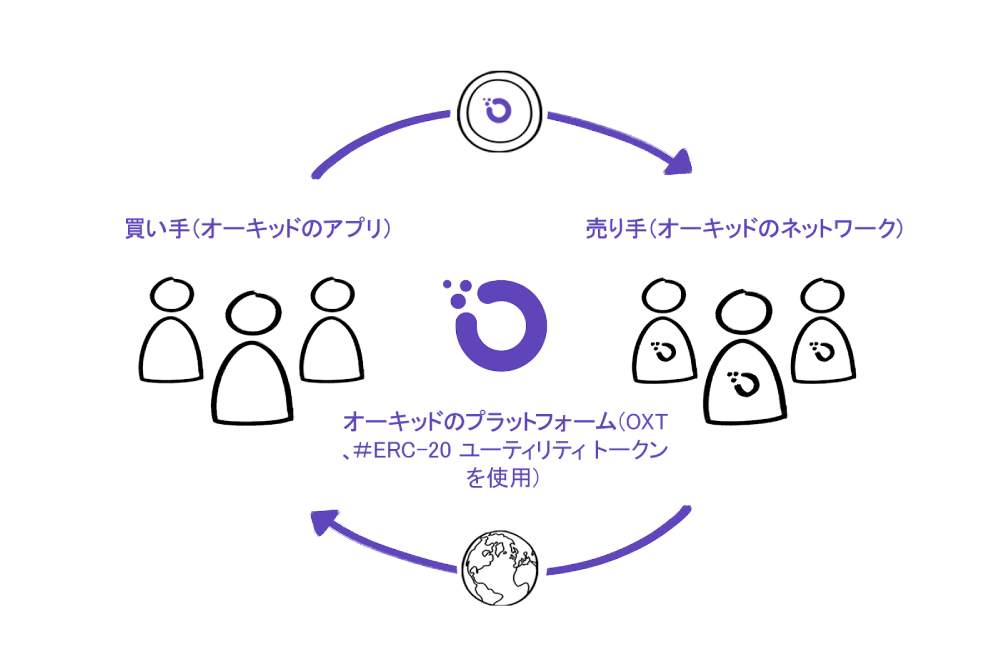 買い手(オーキッドのアプリ)
売り手(オーキッドのネットワーク)
オーキッドのプラットフォーム(OXT
、#ERC-20 ユーティリティトークン
を使用)